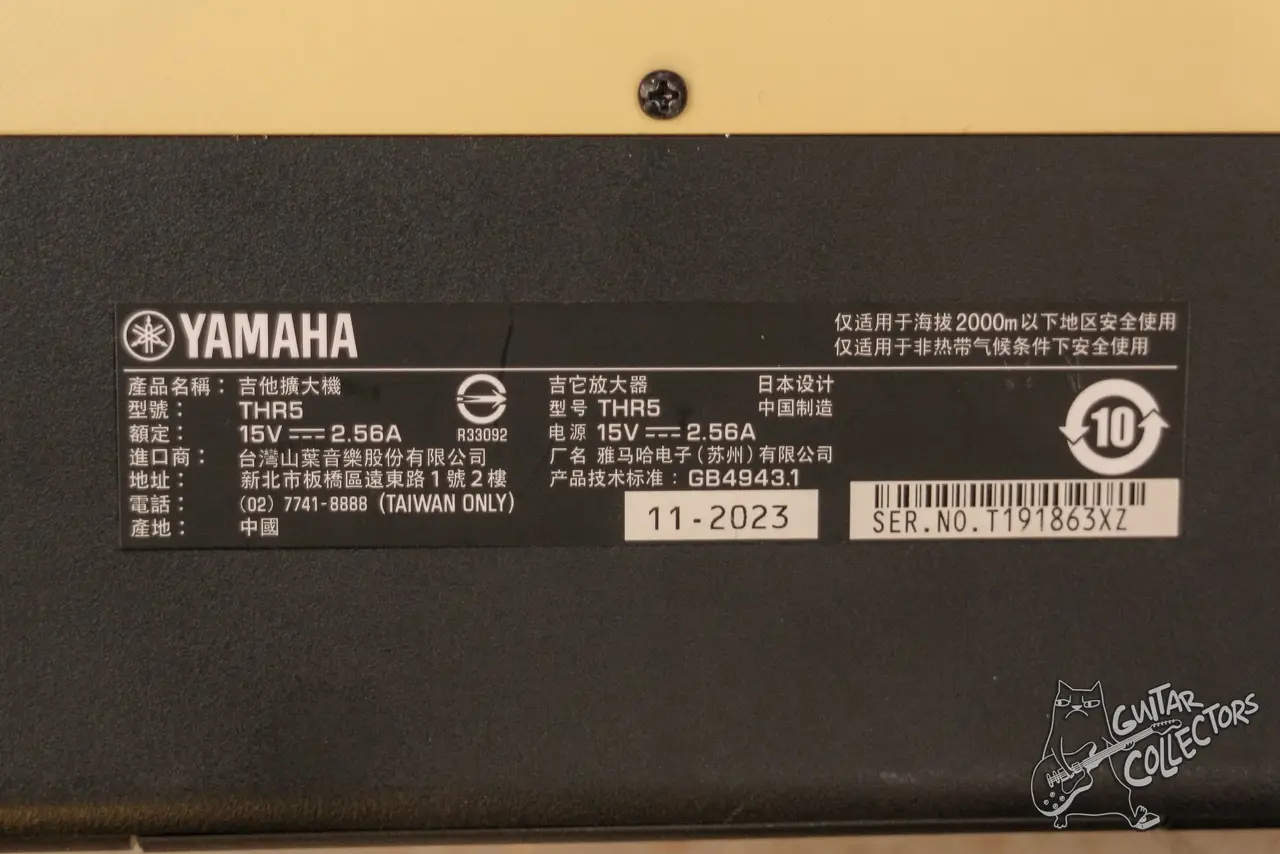 YAMAHA
仅适用于海拔2000m以下地区安全使用
仅适用于非热带气候条件下安全使用
產品名稱：吉他擴大機
型號：THR5
額定：15V⎓2.56A
進口商：台灣山葉音樂股份有限公司
地址：新北市板橋區遠東路1號2樓
電話：(02) 7741-8888 (TAIWAN ONLY)
產地：中國
R33092
吉它放大器 日本设计
型号 THR5 中国制造
电源 15V⎓2.56A
厂名 雅马哈电子(苏州)有限公司
产品技术标准：GB4943.1
11-2023
10
SER.NO.T191863XZ
GUITAR
COLLECTORS